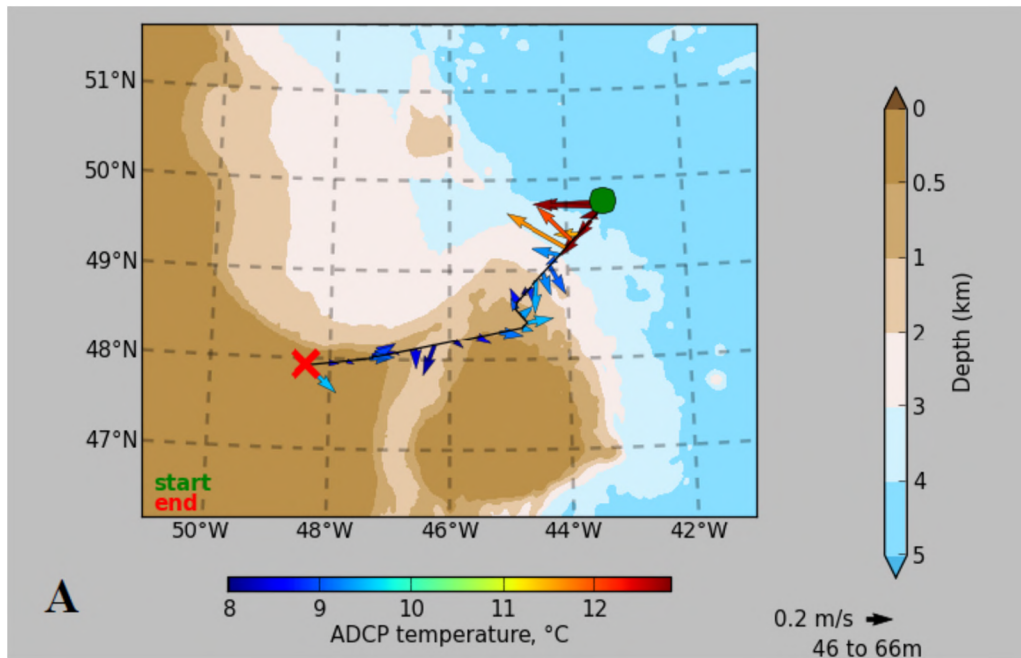 51°N
50°N
49°N
48°N
47°N
start
end
50°W 48°W 46°W 44°W 42°W
0
0.5
1
2
3
4
5
Depth (km)
A
8 9 10 11 12
ADCP temperature, °C
0.2 m/s
46 to 66m